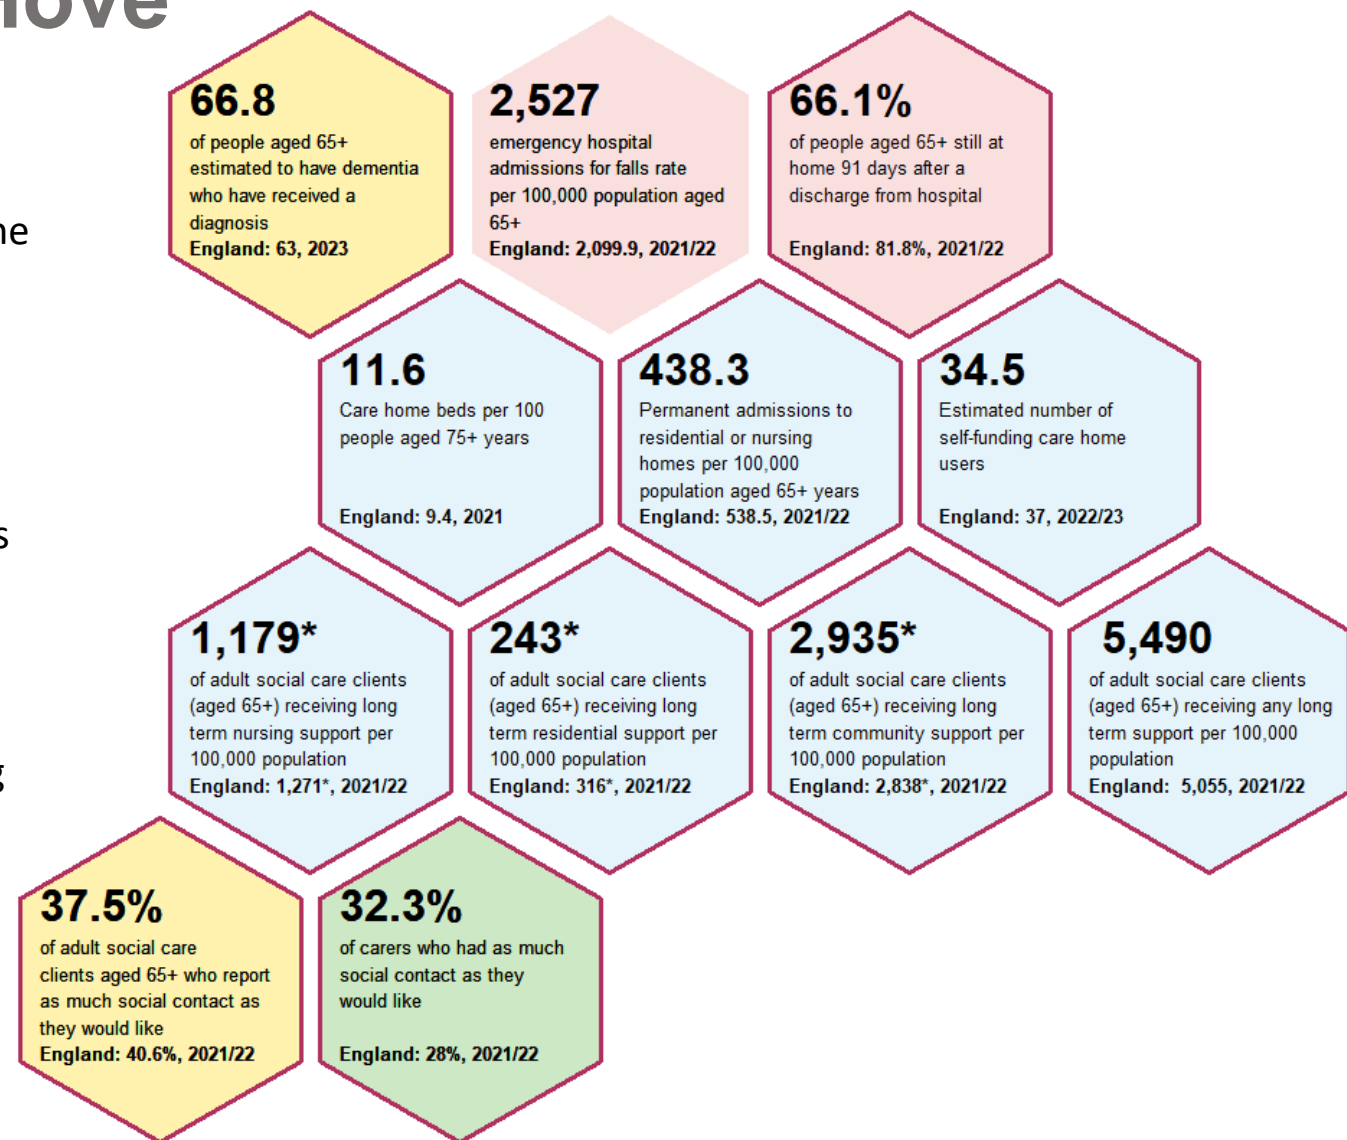 Hove
66.8
of people aged 65+
estimated to have dementia
who have received a
diagnosis
England: 63, 2023
2,527
emergency hospital
admissions for falls rate
per 100,000 population aged
65+
England: 2,099.9, 2021/22
66.1%
of people aged 65+ still at
home 91 days after a
discharge from hospital
England: 81.8%, 2021/22
11.6
Care home beds per 100
people aged 75+ years
England: 9.4, 2021
438.3
Permanent admissions to
residential or nursing
homes per 100,000
population aged 65+ years
England: 538.5, 2021/22
34.5
Estimated number of
self-funding care home
users
England: 37, 2022/23
1,179*
of adult social care clients
(aged 65+) receiving long
term nursing support per
100,000 population
England: 1,271*, 2021/22
243*
of adult social care clients
(aged 65+) receiving long
term residential support per
100,000 population
England: 316*, 2021/22
2,935*
of adult social care clients
(aged 65+) receiving long
term community support per
100,000 population
England: 2,838*, 2021/22
5,490
of adult social care clients
(aged 65+) receiving any long
term support per 100,000
population
England: 5,055, 2021/22
37.5%
of adult social care
clients aged 65+ who report
as much social contact as
they would like
England: 40.6%, 2021/22
32.3%
of carers who had as much
social contact as they
would like
England: 28%, 2021/22